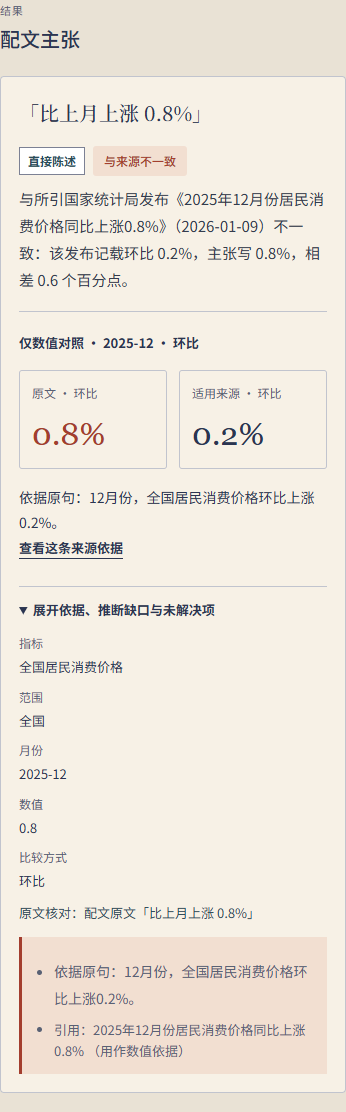 结果
配文主张
「比上月上涨 0.8%」
直接陈述
与来源不一致
与所引国家统计局发布《2025年12月份居民消
费价格同比上涨0.8%》（2026-01-09）不一
致：该发布记载环比 0.2%，主张写 0.8%，相
差 0.6 个百分点。
仅数值对照 · 2025-12 · 环比
原文 · 环比
0.8%
适用来源 · 环比
0.2%
依据原句：12月份，全国居民消费价格环比上涨
0.2%。
查看这条来源依据
▼ 展开依据、推断缺口与未解决项
指标
全国居民消费价格
范围
全国
月份
2025-12
数值
0.8
比较方式
环比
原文核对：配文原文「比上月上涨 0.8%」
• 依据原句：12月份，全国居民消费价格环
比上涨0.2%。
• 引用：2025年12月份居民消费价格同比上涨
0.8% （用作数值依据）